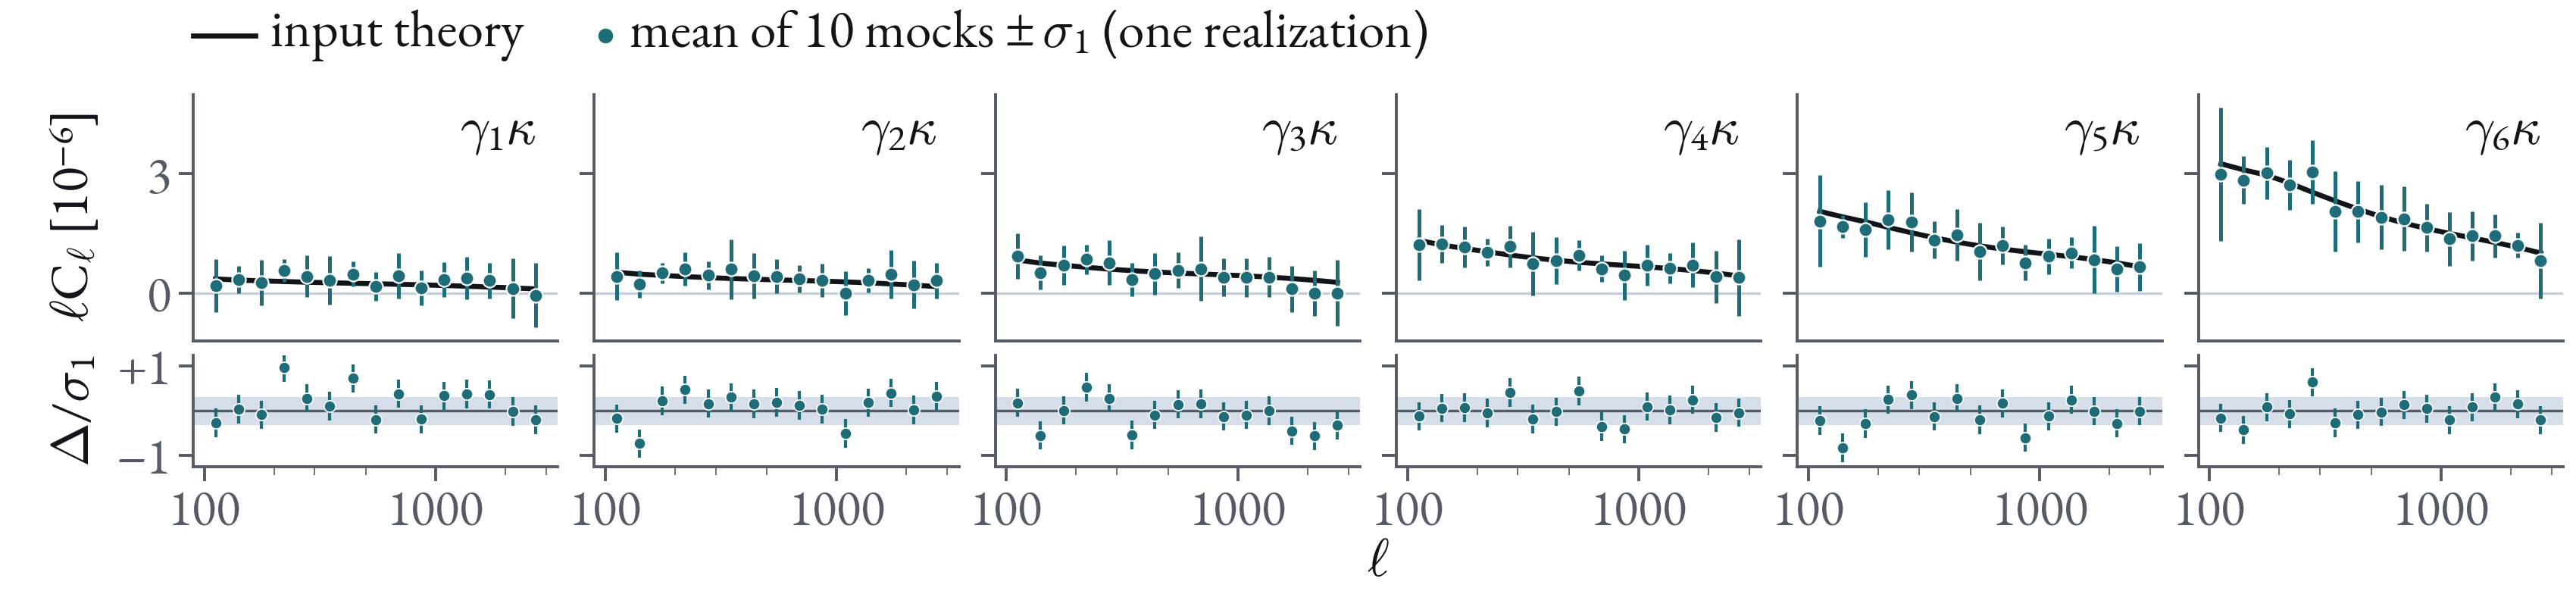 input theory
mean of 10 mocks ± σ₁ (one realization)
ℓCℓ [10⁻⁶]
3
0
γ₁κ
γ₂κ
γ₃κ
γ₄κ
γ₅κ
γ₆κ
Δ/σ₁
+1
−1
100 1000 100 1000 100 1000 100 1000 100 1000 100 1000
ℓ